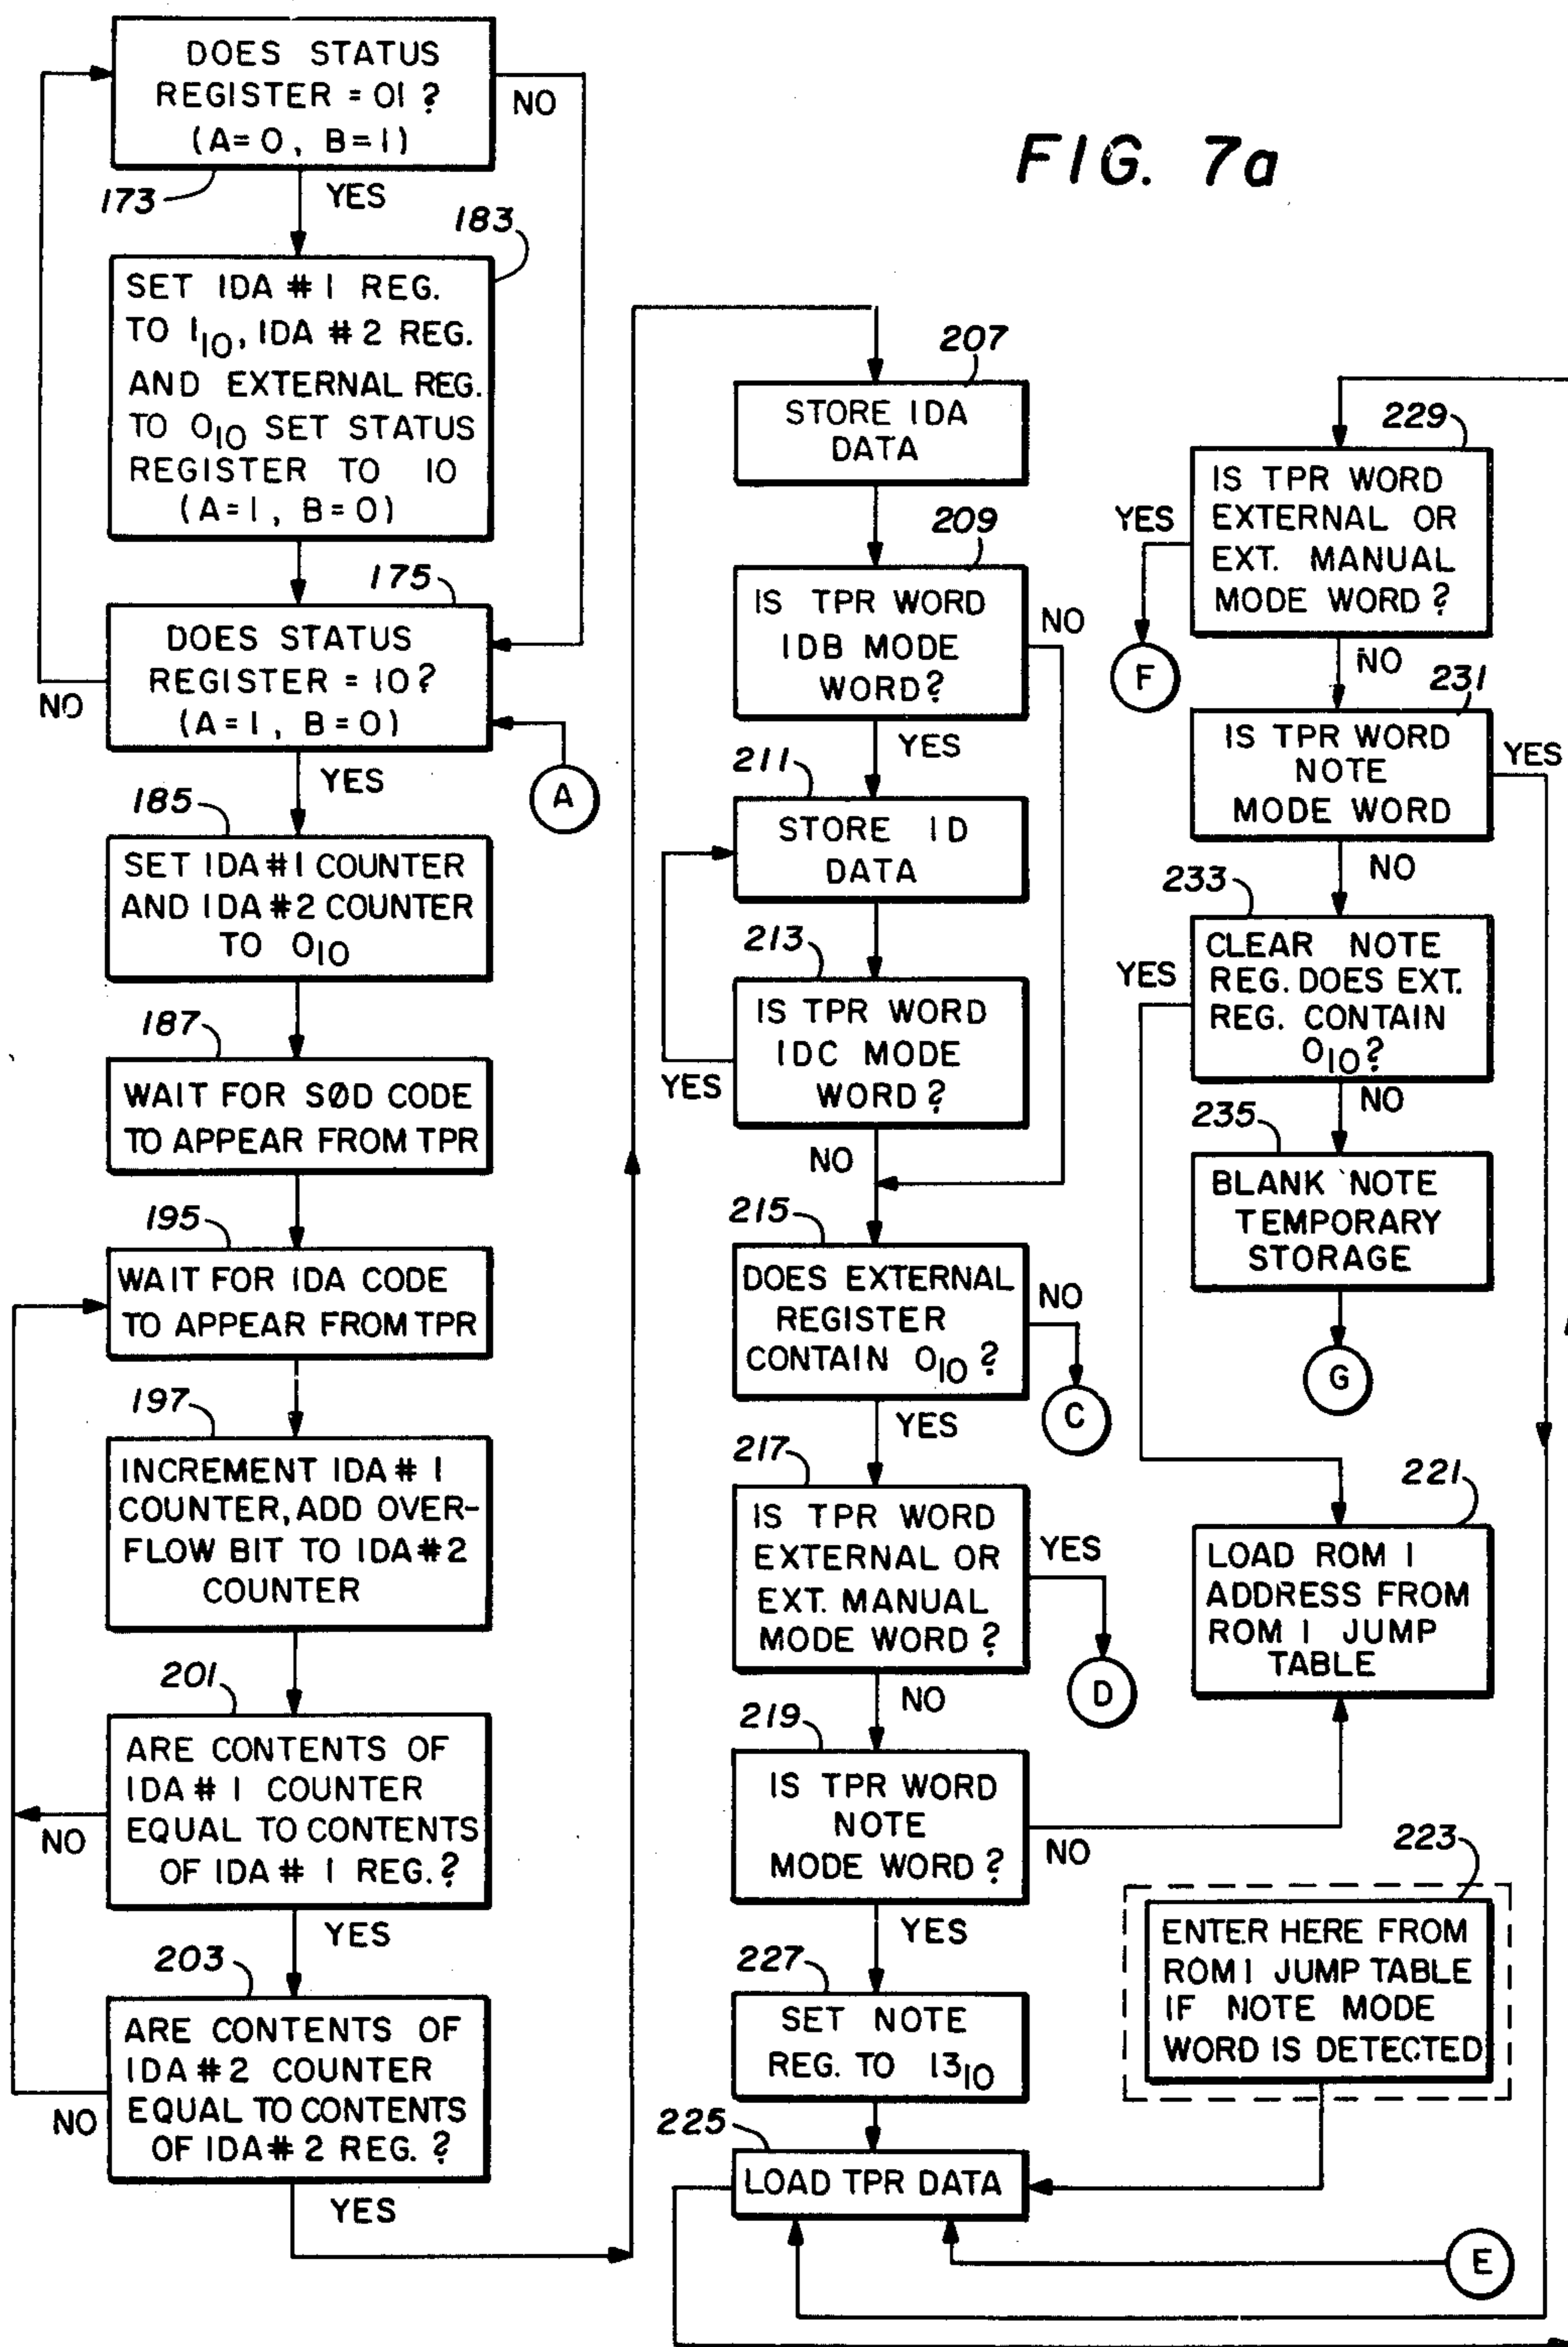 FIG. 7a
DOES STATUS
REGISTER = 01 ?
(A=0, B=1)
NO
173
YES
183
SET IDA # 1 REG.
TO 1₁₀, IDA # 2 REG.
AND EXTERNAL REG.
TO 0₁₀ SET STATUS
REGISTER TO 10
(A=1, B=0)
175
DOES STATUS
REGISTER = 10 ?
(A=1, B=0)
NO
YES
A
185
SET IDA #1 COUNTER
AND IDA #2 COUNTER
TO 0₁₀
187
WAIT FOR SØD CODE
TO APPEAR FROM TPR
195
WAIT FOR IDA CODE
TO APPEAR FROM TPR
197
INCREMENT IDA # 1
COUNTER, ADD OVER-
FLOW BIT TO IDA #2
COUNTER
201
ARE CONTENTS OF
IDA # 1 COUNTER
EQUAL TO CONTENTS
OF IDA # 1 REG. ?
NO
YES
203
ARE CONTENTS OF
IDA #2 COUNTER
EQUAL TO CONTENTS
OF IDA #2 REG. ?
NO
YES
207
STORE IDA
DATA
209
IS TPR WORD
IDB MODE
WORD?
NO
YES
211
STORE ID
DATA
213
IS TPR WORD
IDC MODE
WORD?
YES
NO
215
DOES EXTERNAL
REGISTER
CONTAIN 0₁₀ ?
NO
C
YES
217
IS TPR WORD
EXTERNAL OR
EXT. MANUAL
MODE WORD ?
YES
D
NO
219
IS TPR WORD
NOTE
MODE WORD ?
NO
YES
227
SET NOTE
REG. TO 13₁₀
225
LOAD TPR DATA
229
IS TPR WORD
EXTERNAL OR
EXT. MANUAL
MODE WORD ?
YES
F
NO
231
IS TPR WORD
NOTE
MODE WORD
YES
NO
233
CLEAR NOTE
REG. DOES EXT.
REG. CONTAIN
0₁₀ ?
YES
NO
235
BLANK NOTE
TEMPORARY
STORAGE
G
221
LOAD ROM 1
ADDRESS FROM
ROM 1 JUMP
TABLE
223
ENTER HERE FROM
ROM 1 JUMP TABLE
IF NOTE MODE
WORD IS DETECTED
E